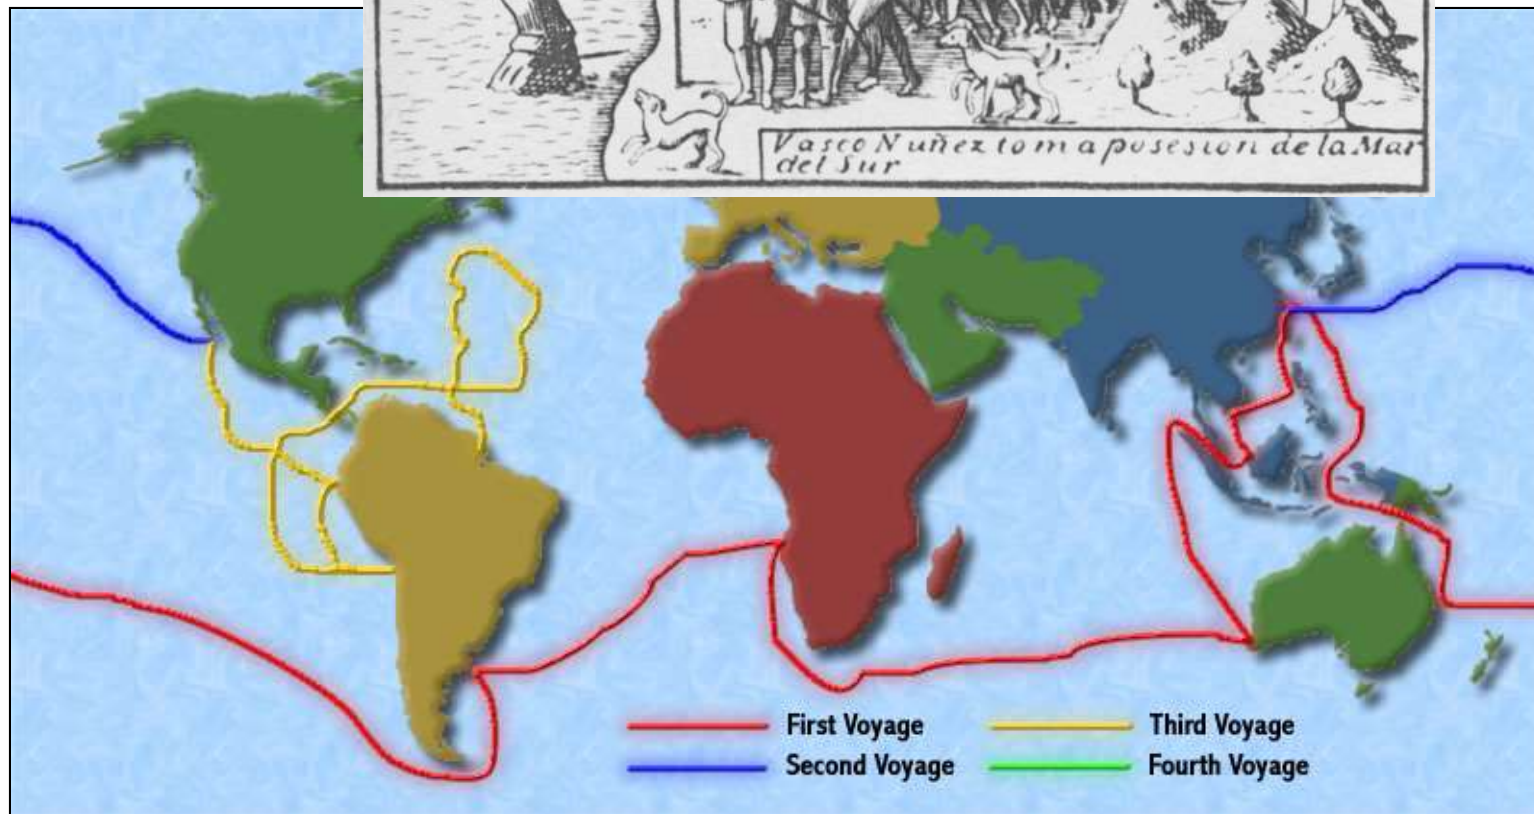 Vasco Nuñez toma posesion de la Mar
del Sur
First Voyage
Third Voyage
Second Voyage
Fourth Voyage